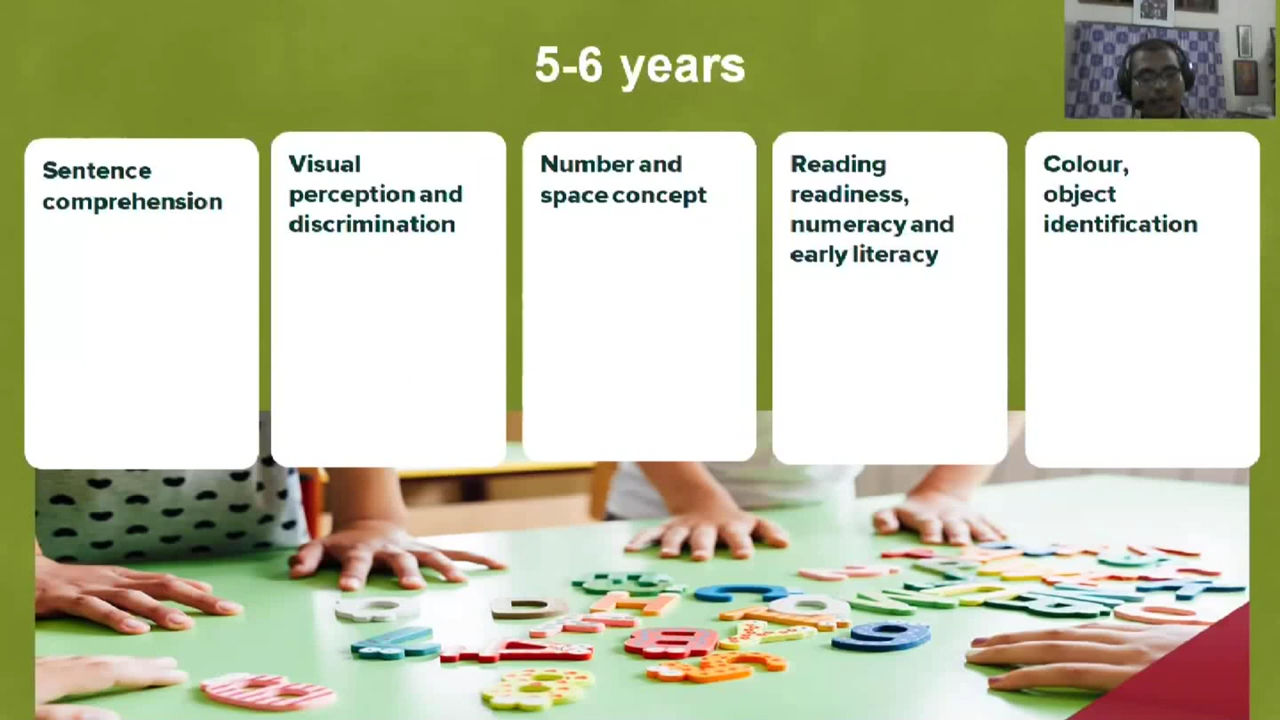 5-6 years
Sentence
comprehension
Visual
perception and
discrimination
Number and
space concept
Reading
readiness,
numeracy and
early literacy
Colour,
object
identification